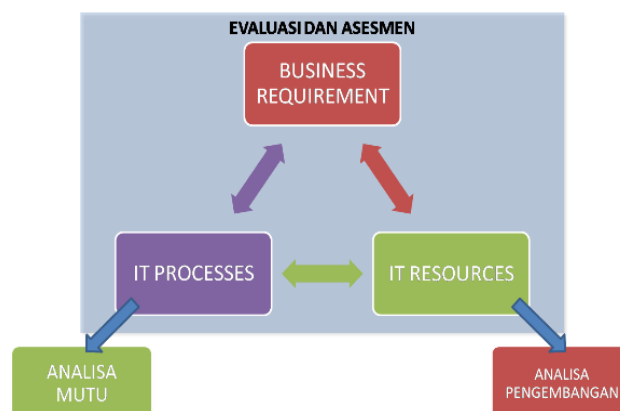 EVALUASI DAN ASESMEN
BUSINESS
REQUIREMENT
IT PROCESSES
IT RESOURCES
ANALISA
MUTU
ANALISA
PENGEMBANGAN